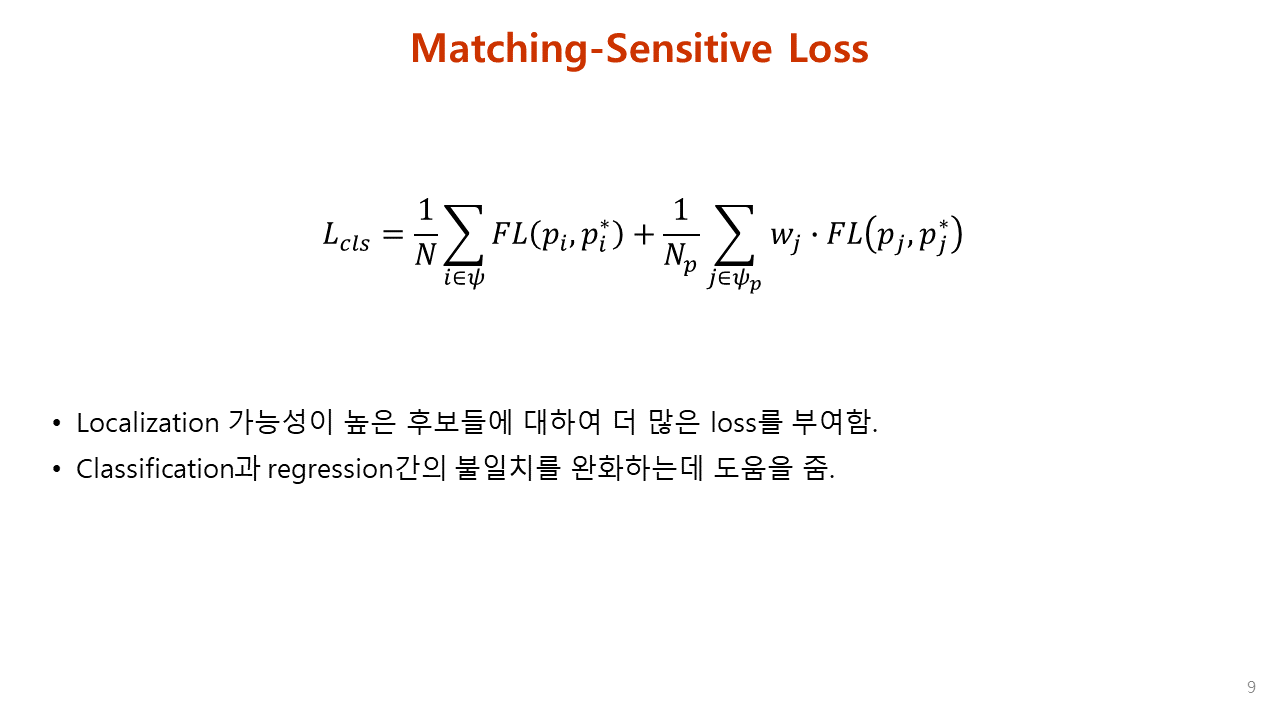 Matching-Sensitive Loss
$L_{cls} = \frac{1}{N} \sum_{i \in \psi} FL(p_i, p_i^*) + \frac{1}{N_p} \sum_{j \in \psi_p} w_j \cdot FL(p_j, p_j^*)$
• Localization 가능성이 높은 후보들에 대하여 더 많은 loss를 부여함.
• Classification과 regression간의 불일치를 완화하는데 도움을 줌.
9